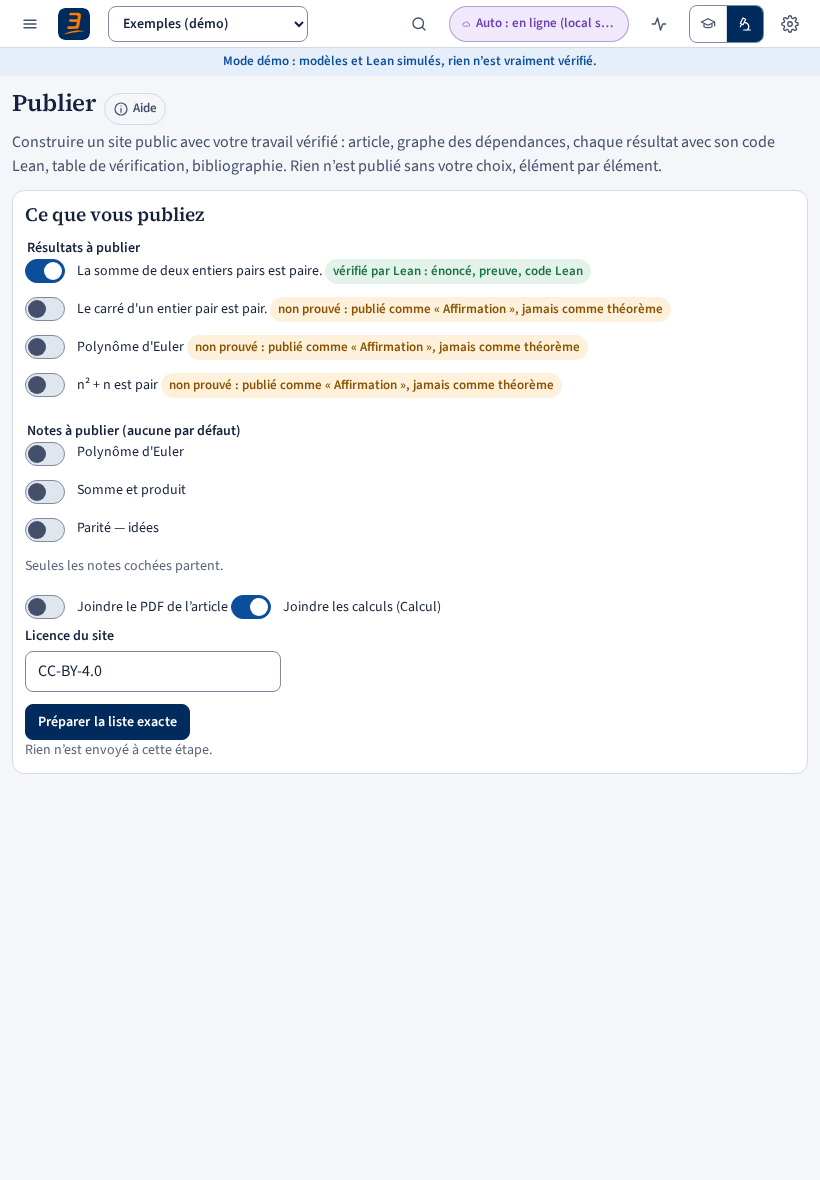 Exemples (démo)
Auto : en ligne (local s…
Mode démo : modèles et Lean simulés, rien n’est vraiment vérifié.
Publier
Aide
Construire un site public avec votre travail vérifié : article, graphe des dépendances, chaque résultat avec son code
Lean, table de vérification, bibliographie. Rien n’est publié sans votre choix, élément par élément.
Ce que vous publiez
Résultats à publier
La somme de deux entiers pairs est paire. vérifié par Lean : énoncé, preuve, code Lean
Le carré d'un entier pair est pair. non prouvé : publié comme « Affirmation », jamais comme théorème
Polynôme d'Euler non prouvé : publié comme « Affirmation », jamais comme théorème
n² + n est pair non prouvé : publié comme « Affirmation », jamais comme théorème
Notes à publier (aucune par défaut)
Polynôme d'Euler
Somme et produit
Parité — idées
Seules les notes cochées partent.
Joindre le PDF de l’article Joindre les calculs (Calcul)
Licence du site
CC-BY-4.0
Préparer la liste exacte
Rien n’est envoyé à cette étape.